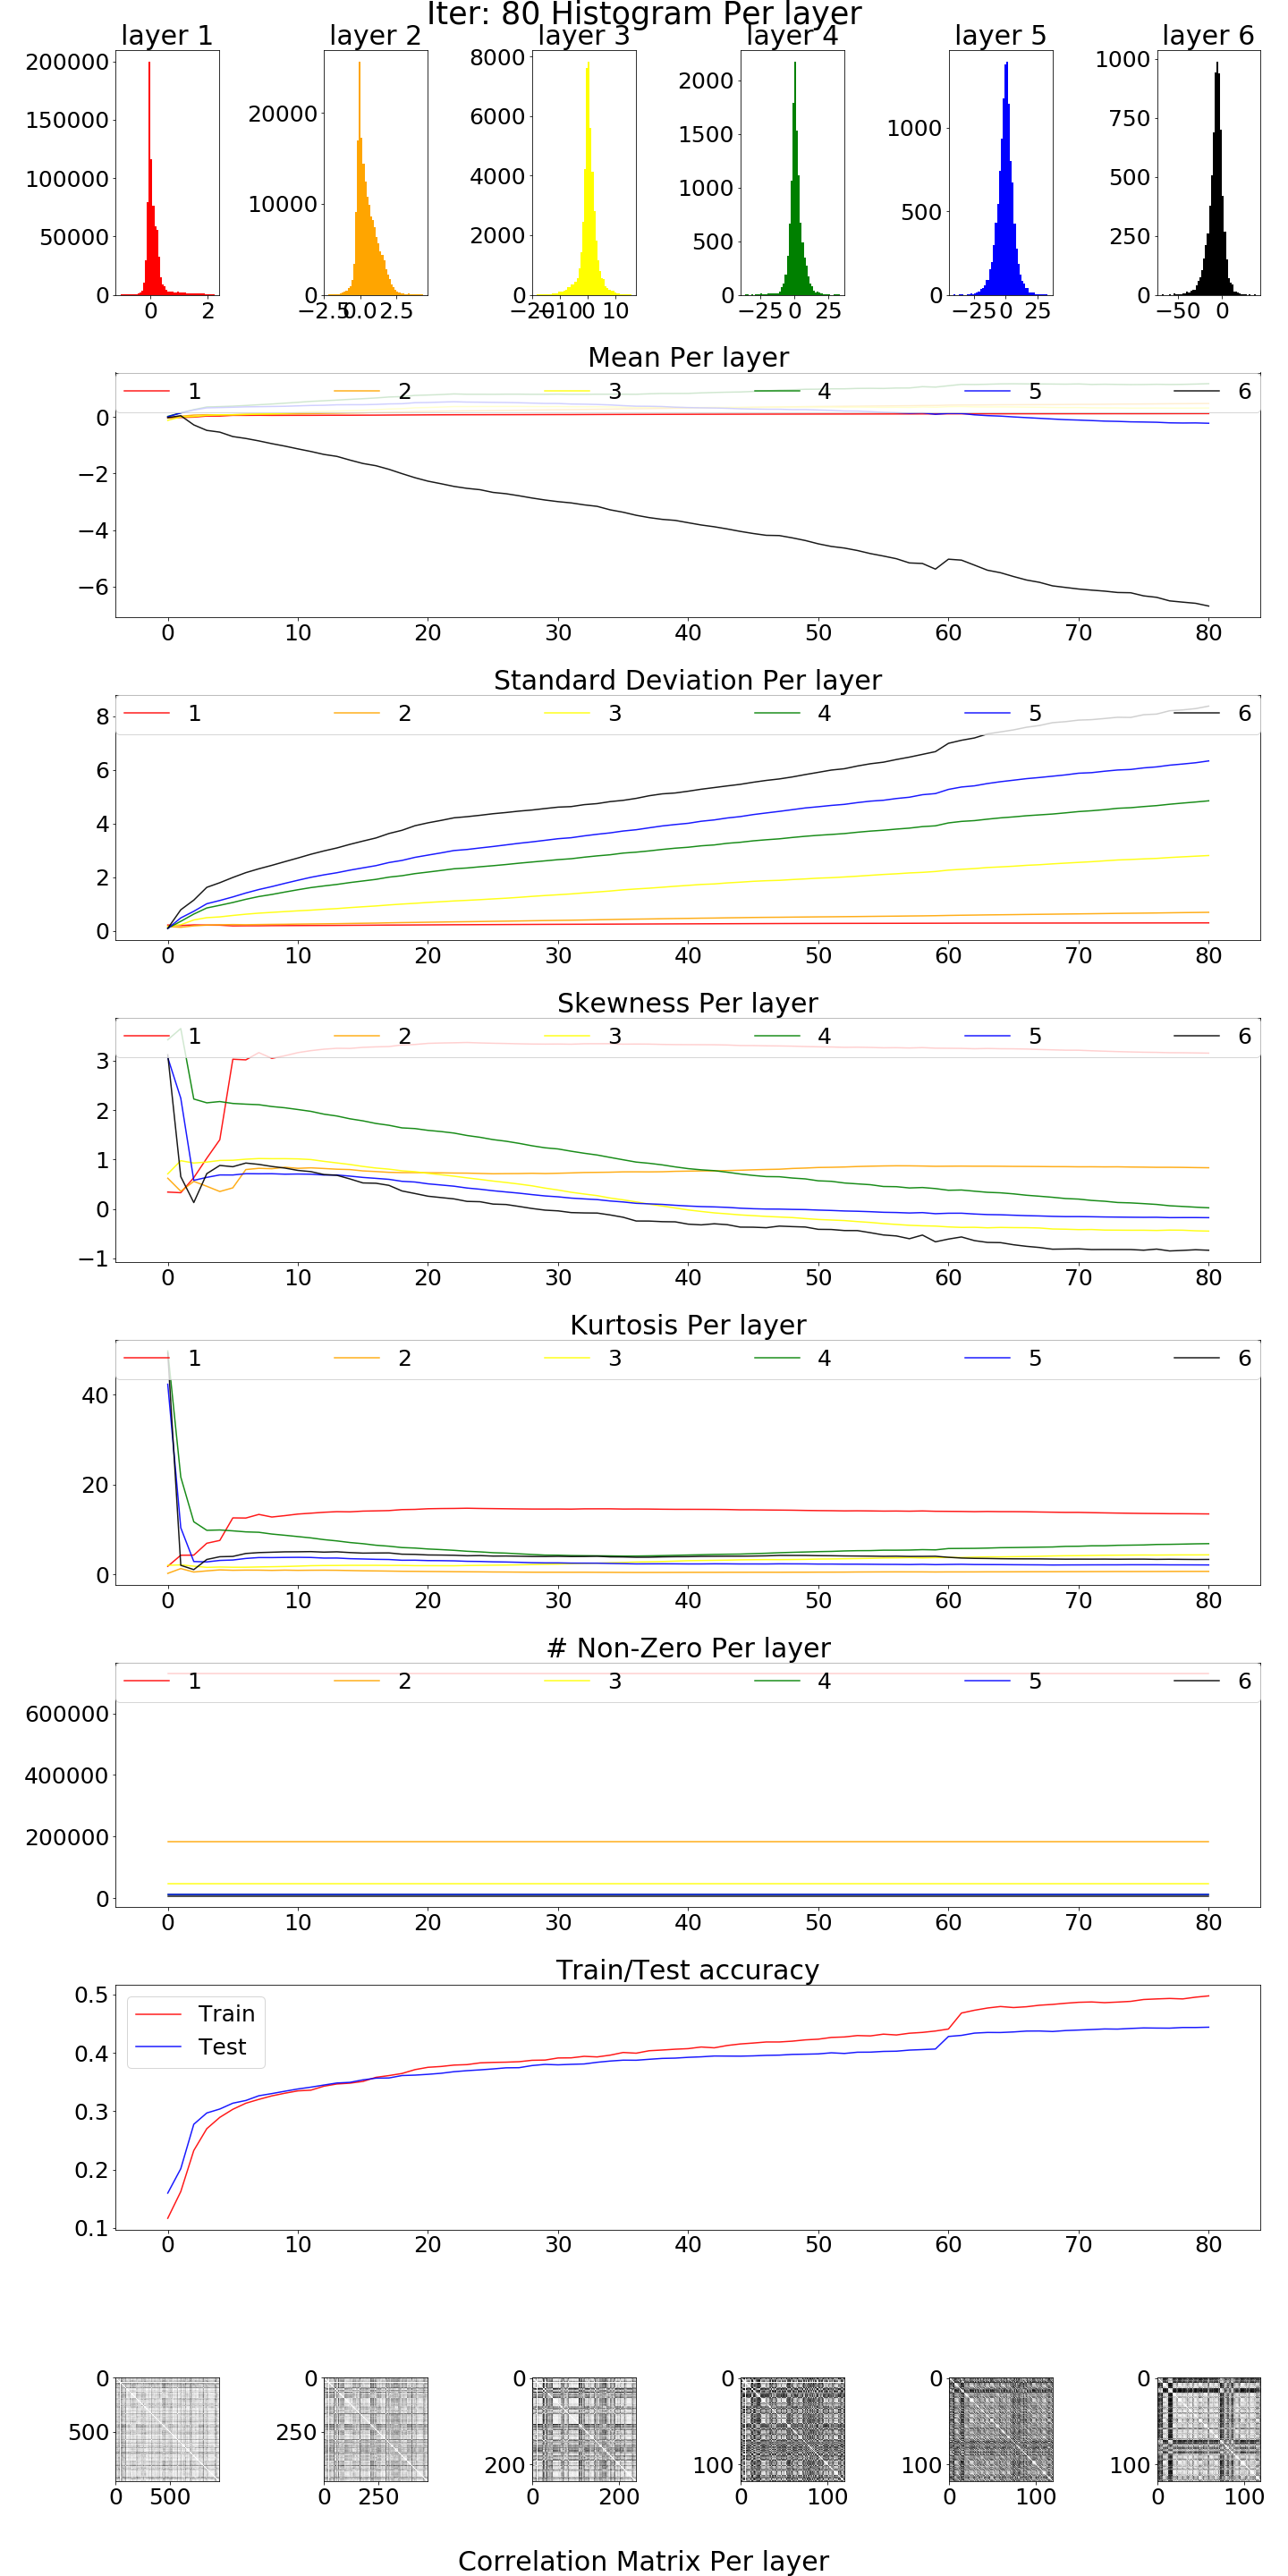 Iter: 80 Histogram Per layer
layer 1 layer 2 layer 3 layer 4 layer 5 layer 6
200000 150000 100000 50000 0
0 2
20000 10000 0
−2.5 0.0 2.5
8000 6000 4000 2000 0
−20 −10 0 10
2000 1500 1000 500 0
−25 0 25
1000 500 0
−25 0 25
1000 750 500 250 0
−50 0
Mean Per layer
1 2 3 4 5 6
0 −2 −4 −6
0 10 20 30 40 50 60 70 80
Standard Deviation Per layer
1 2 3 4 5 6
8 6 4 2 0
0 10 20 30 40 50 60 70 80
Skewness Per layer
1 2 3 4 5 6
3 2 1 0 −1
0 10 20 30 40 50 60 70 80
Kurtosis Per layer
1 2 3 4 5 6
40 20 0
0 10 20 30 40 50 60 70 80
# Non-Zero Per layer
1 2 3 4 5 6
600000 400000 200000 0
0 10 20 30 40 50 60 70 80
Train/Test accuracy
Train
Test
0.5 0.4 0.3 0.2 0.1
0 10 20 30 40 50 60 70 80
0 500
0 500
0 250
0 250
0 200
0 200
0 100
0 100
0 100
0 100
0 100
0 100
Correlation Matrix Per layer